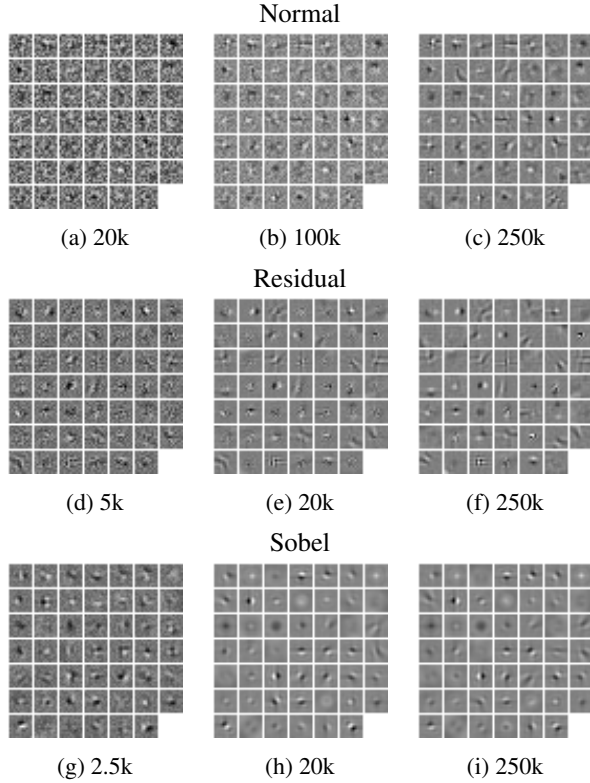 Normal
(a) 20k
(b) 100k
(c) 250k
Residual
(d) 5k
(e) 20k
(f) 250k
Sobel
(g) 2.5k
(h) 20k
(i) 250k